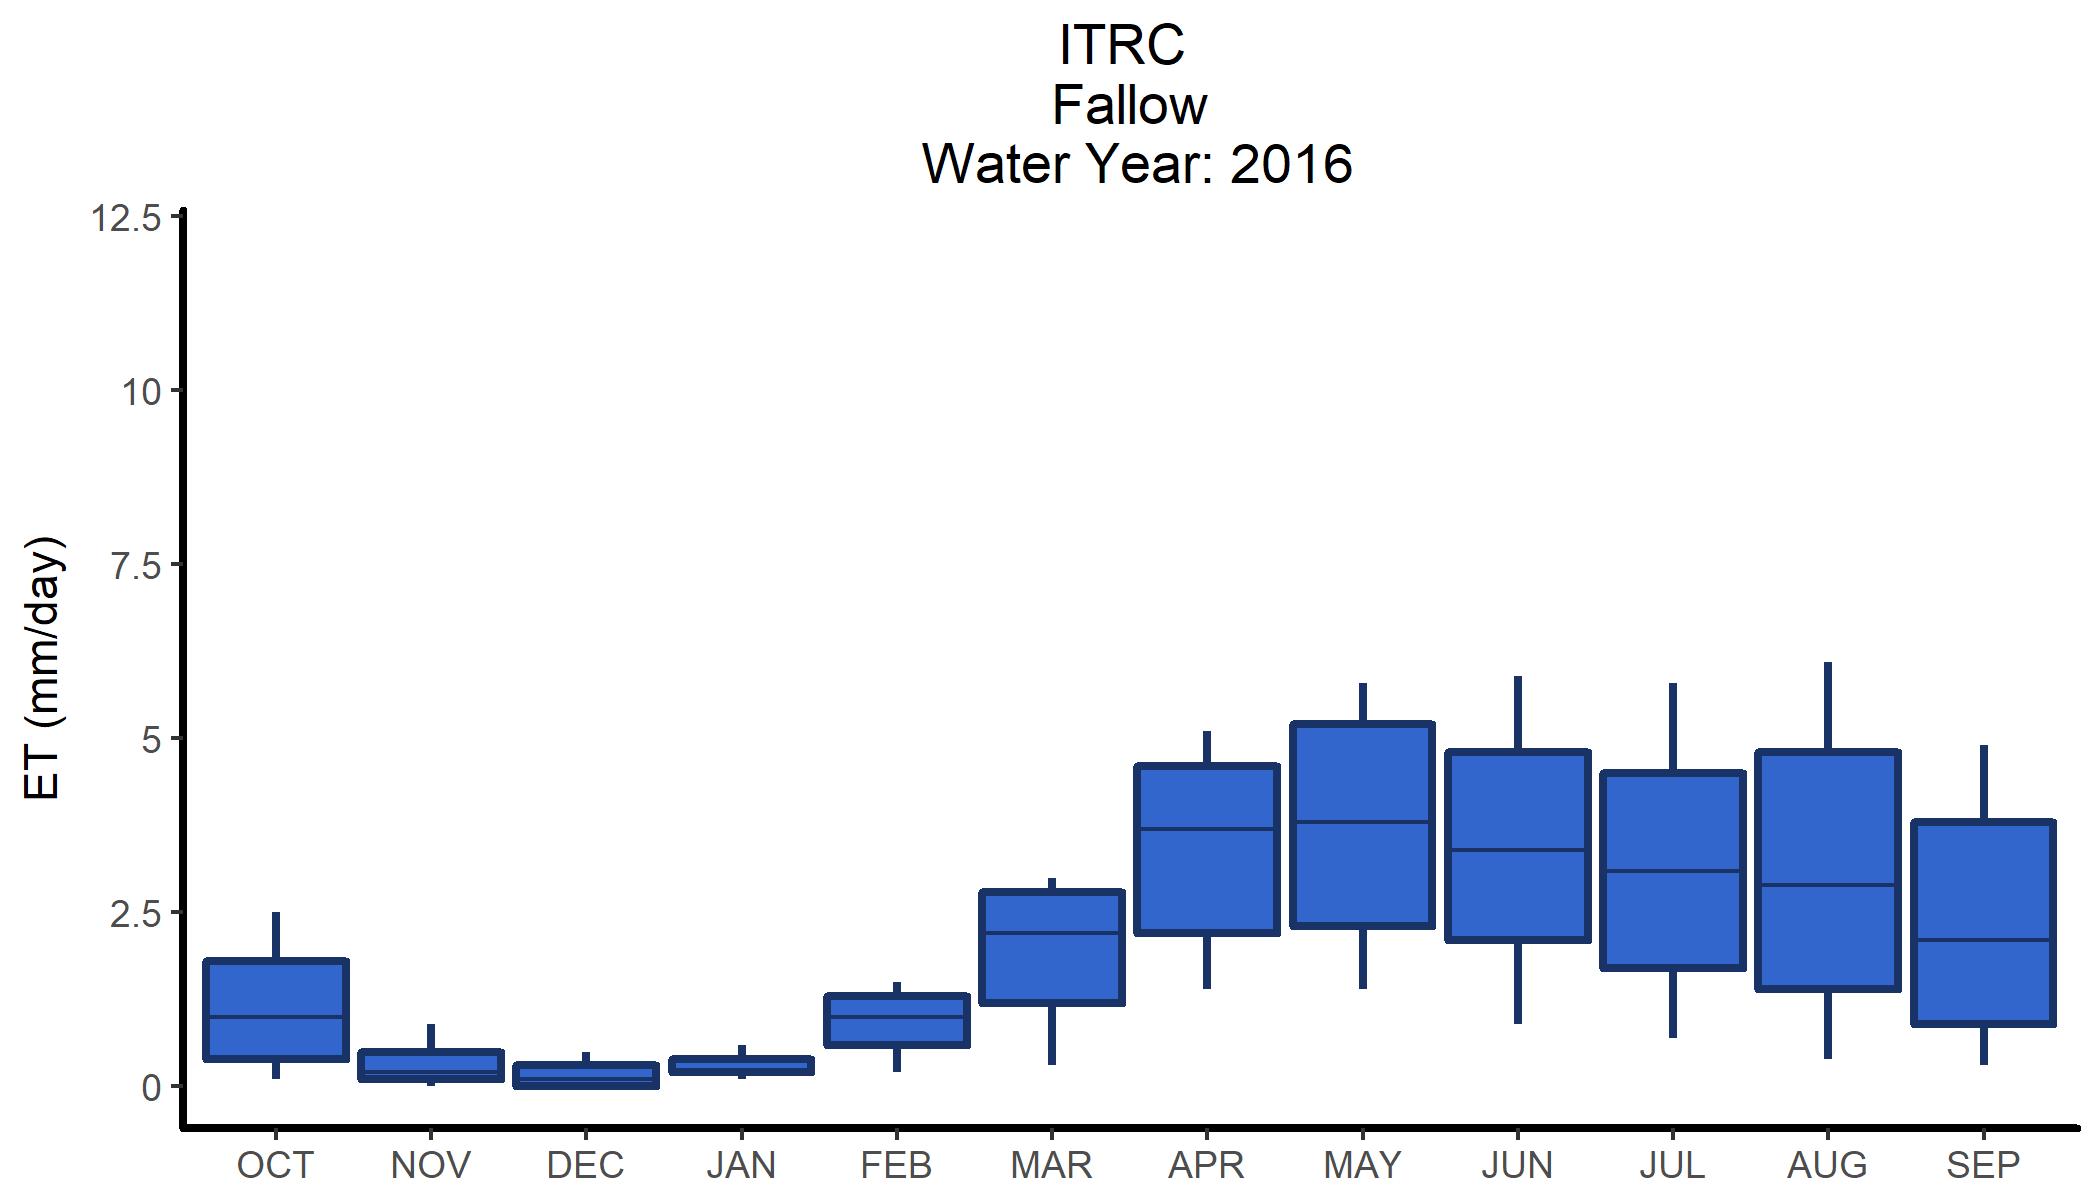 ITRC
Fallow
Water Year: 2016
12.5
10
7.5
5
2.5
0
ET (mm/day)
OCT NOV DEC JAN FEB MAR APR MAY JUN JUL AUG SEP